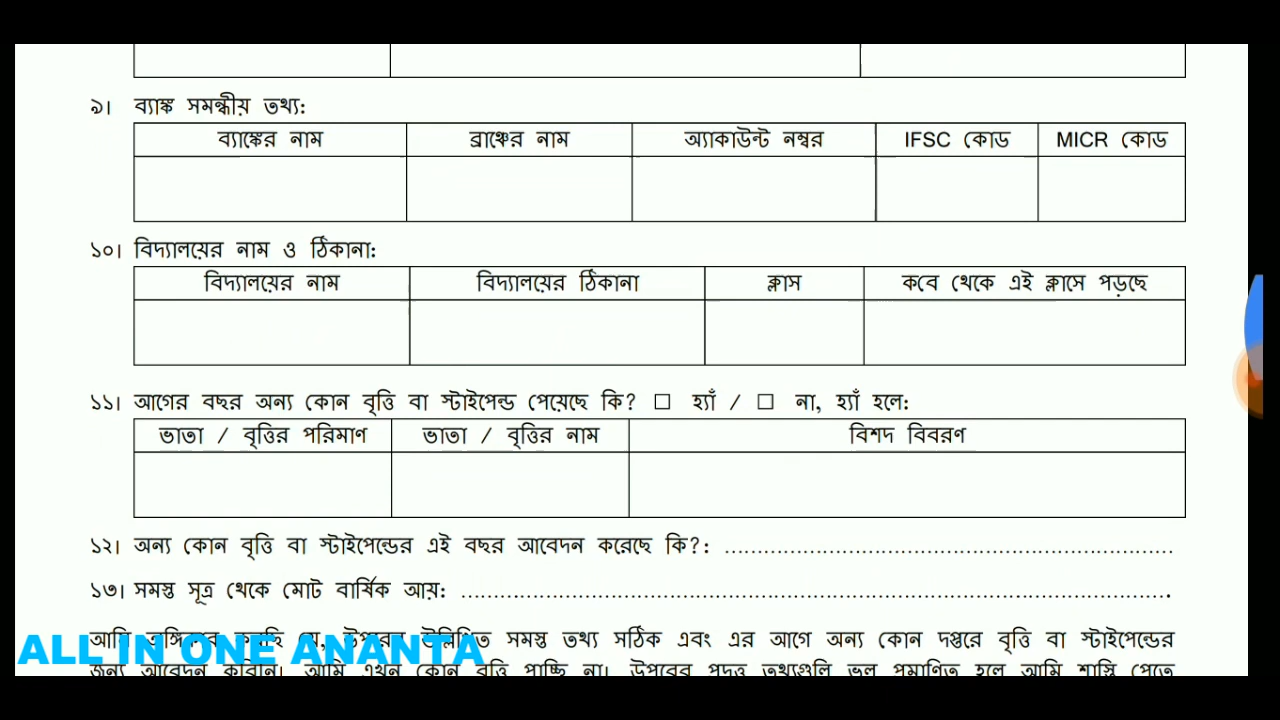 ৯। ব্যাঙ্ক সমন্ধীয় তথ্য:
ব্যাঙ্কের নাম ব্রাঞ্চের নাম অ্যাকাউন্ট নম্বর IFSC কোড MICR কোড
১০। বিদ্যালয়ের নাম ও ঠিকানা:
বিদ্যালয়ের নাম বিদ্যালয়ের ঠিকানা ক্লাস কবে থেকে এই ক্লাসে পড়ছে
১১। আগের বছর অন্য কোন বৃত্তি বা স্টাইপেন্ড পেয়েছে কি? □ হ্যাঁ / □ না, হ্যাঁ হলে:
ভাতা / বৃত্তির পরিমাণ ভাতা / বৃত্তির নাম বিশদ বিবরণ
১২। অন্য কোন বৃত্তি বা স্টাইপেন্ডের এই বছর আবেদন করেছে কি?: ....................................................................
১৩। সমস্ত সূত্র থেকে মোট বার্ষিক আয়: ...........................................................................................................
আমি যে, উপরের উল্লিখিত সমস্ত তথ্য সঠিক এবং এর আগে অন্য কোন দপ্তরে বৃত্তি বা স্টাইপেন্ডের
ALL IN ONE ANANTA
জন্য আবেদন করিনি। আমি এখন কোন বৃত্তি পাচ্ছি না। উপরের প্রদত্ত তথ্যগুলি ভুল প্রমাণিত হলে আমি শাস্তি পেতে